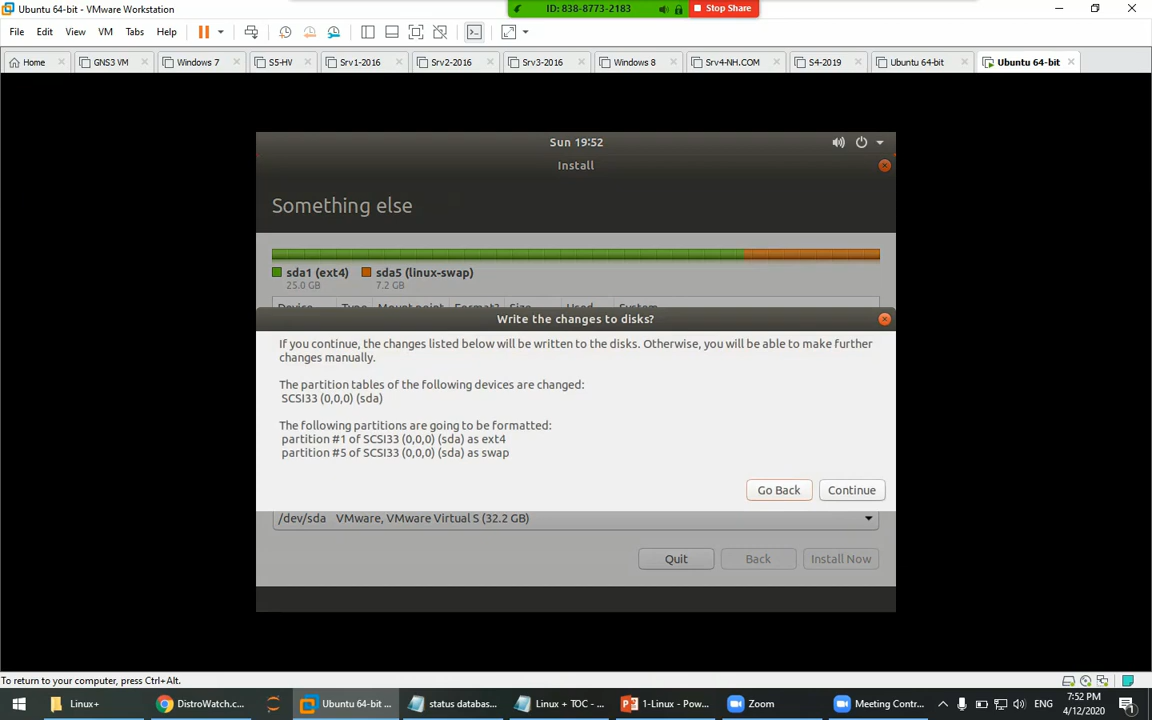 Ubuntu 64-bit - VMware Workstation
ID: 838-8773-2183
Stop Share
File Edit View VM Tabs Help
Home
GNS3 VM
Windows 7
S5-HV
Srv1-2016
Srv2-2016
Srv3-2016
Windows 8
Srv4-NH.COM
S4-2019
Ubuntu 64-bit
Ubuntu 64-bit
Sun 19:52
Install
Something else
sda1 (ext4)
25.0 GB
sda5 (linux-swap)
7.2 GB
Device Type Mount point Format? Size Used System
Write the changes to disks?
If you continue, the changes listed below will be written to the disks. Otherwise, you will be able to make further
changes manually.
The partition tables of the following devices are changed:
SCSI33 (0,0,0) (sda)
The following partitions are going to be formatted:
partition #1 of SCSI33 (0,0,0) (sda) as ext4
partition #5 of SCSI33 (0,0,0) (sda) as swap
Go Back
Continue
/dev/sda VMware, VMware Virtual S (32.2 GB)
Quit
Back
Install Now
To return to your computer, press Ctrl+Alt.
Linux+
DistroWatch.c...
Ubuntu 64-bit ...
status databas...
Linux + TOC - ...
1-Linux - Pow...
Zoom
Meeting Contr...
ENG
7:52 PM
4/12/2020
1